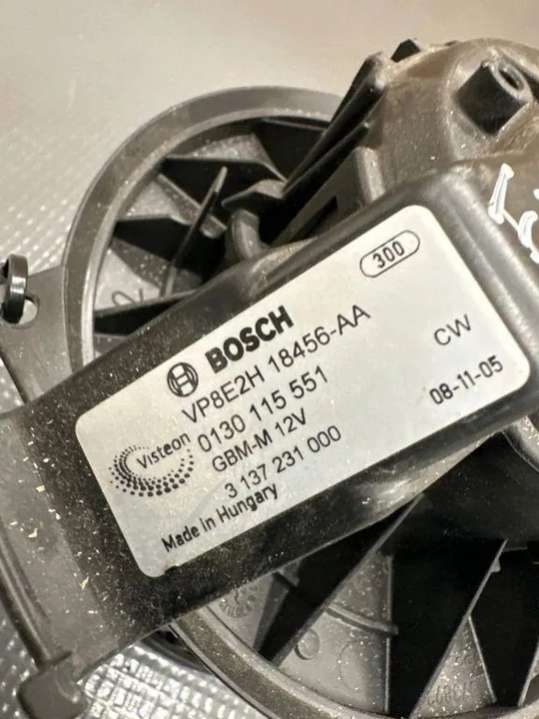 300
BOSCH
VP8E2H 18456-AA
CW
Visteon
0130 115 551
08-11-05
GBM-M 12V
3 137 231 000
Made in Hungary